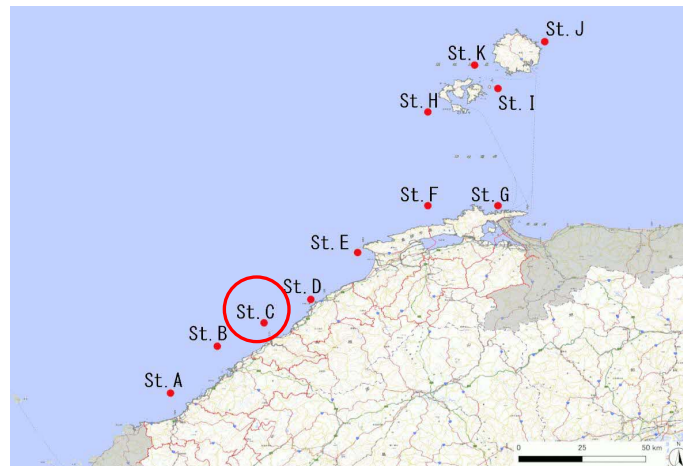 St. J
St. K
St. I
St. H
St. F
St. G
St. E
St. D
St. C
St. B
St. A
N
0 25 50 km